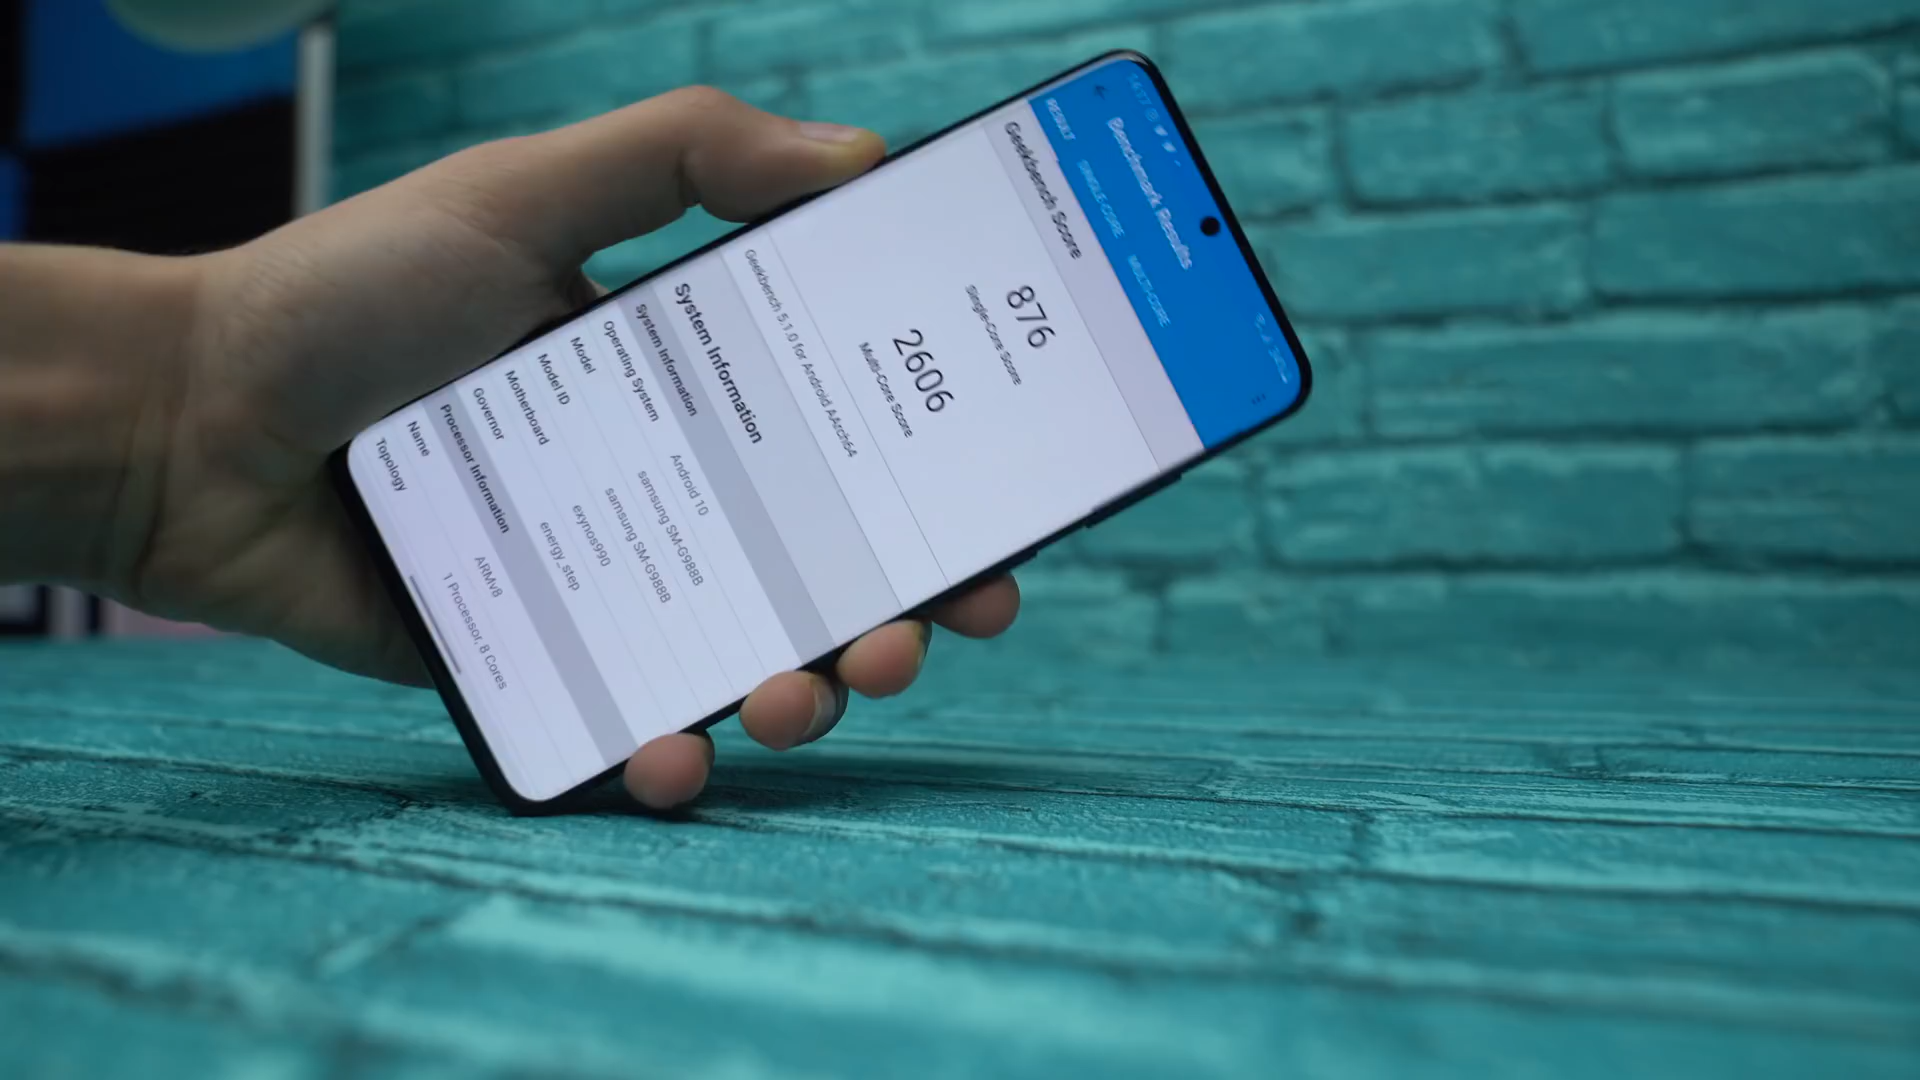 Benchmark Results
RESULT SINGLE-CORE MULTI-CORE
Geekbench Score
876
Single-Core Score
2606
Multi-Core Score
Geekbench 5.1.0 for Android AArch64
System Information
System Information
Operating System Android 10
Model samsung SM-G988B
Model ID samsung SM-G988B
Motherboard exynos990
Governor energy_step
Processor Information
Name ARMv8
Topology 1 Processor, 8 Cores